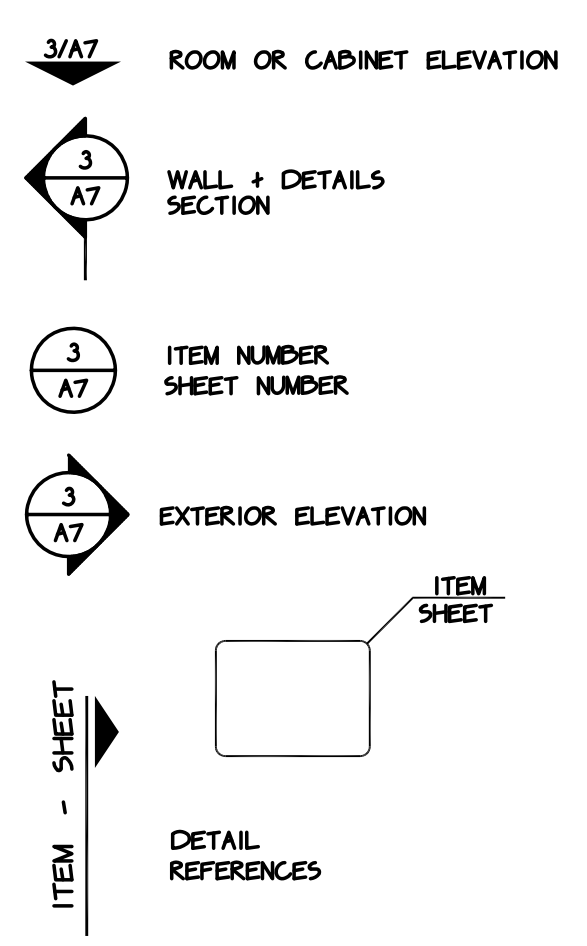 3/A7
ROOM OR CABINET ELEVATION
3
A7
WALL + DETAILS
SECTION
3
A7
ITEM NUMBER
SHEET NUMBER
3
A7
EXTERIOR ELEVATION
ITEM
SHEET
ITEM - SHEET
DETAIL
REFERENCES